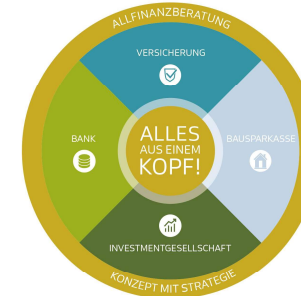 ALLFINANZBERATUNG
VERSICHERUNG
BANK
ALLES
AUS EINEM
KOPF!
BAUSPARKASSE
INVESTMENTGESELLSCHAFT
KONZEPT MIT STRATEGIE